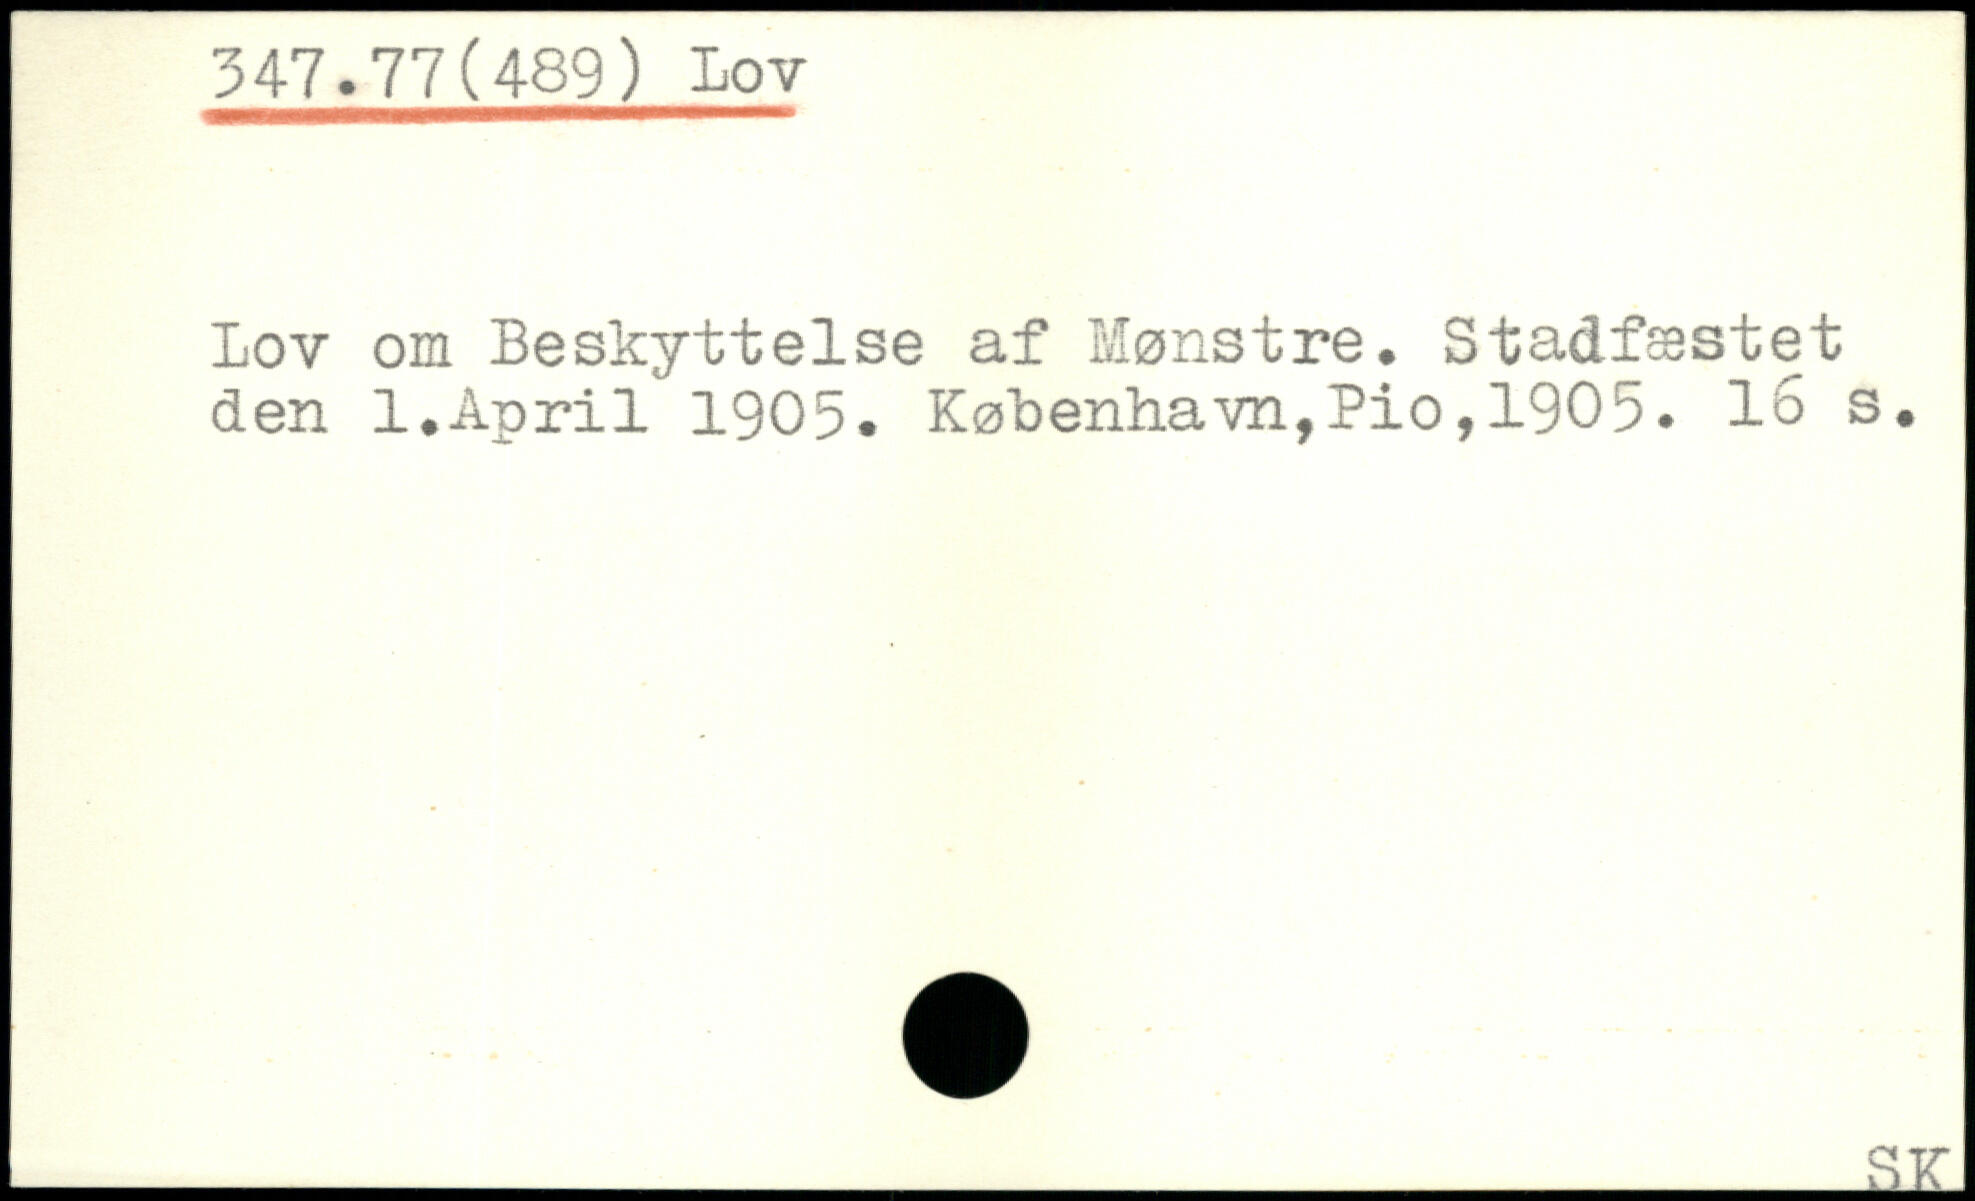 347.77(489) Lov
Lov om Beskyttelse af Mønstre. Stadfæstet
den 1.April 1905. København,Pio,1905. 16 s.
SK